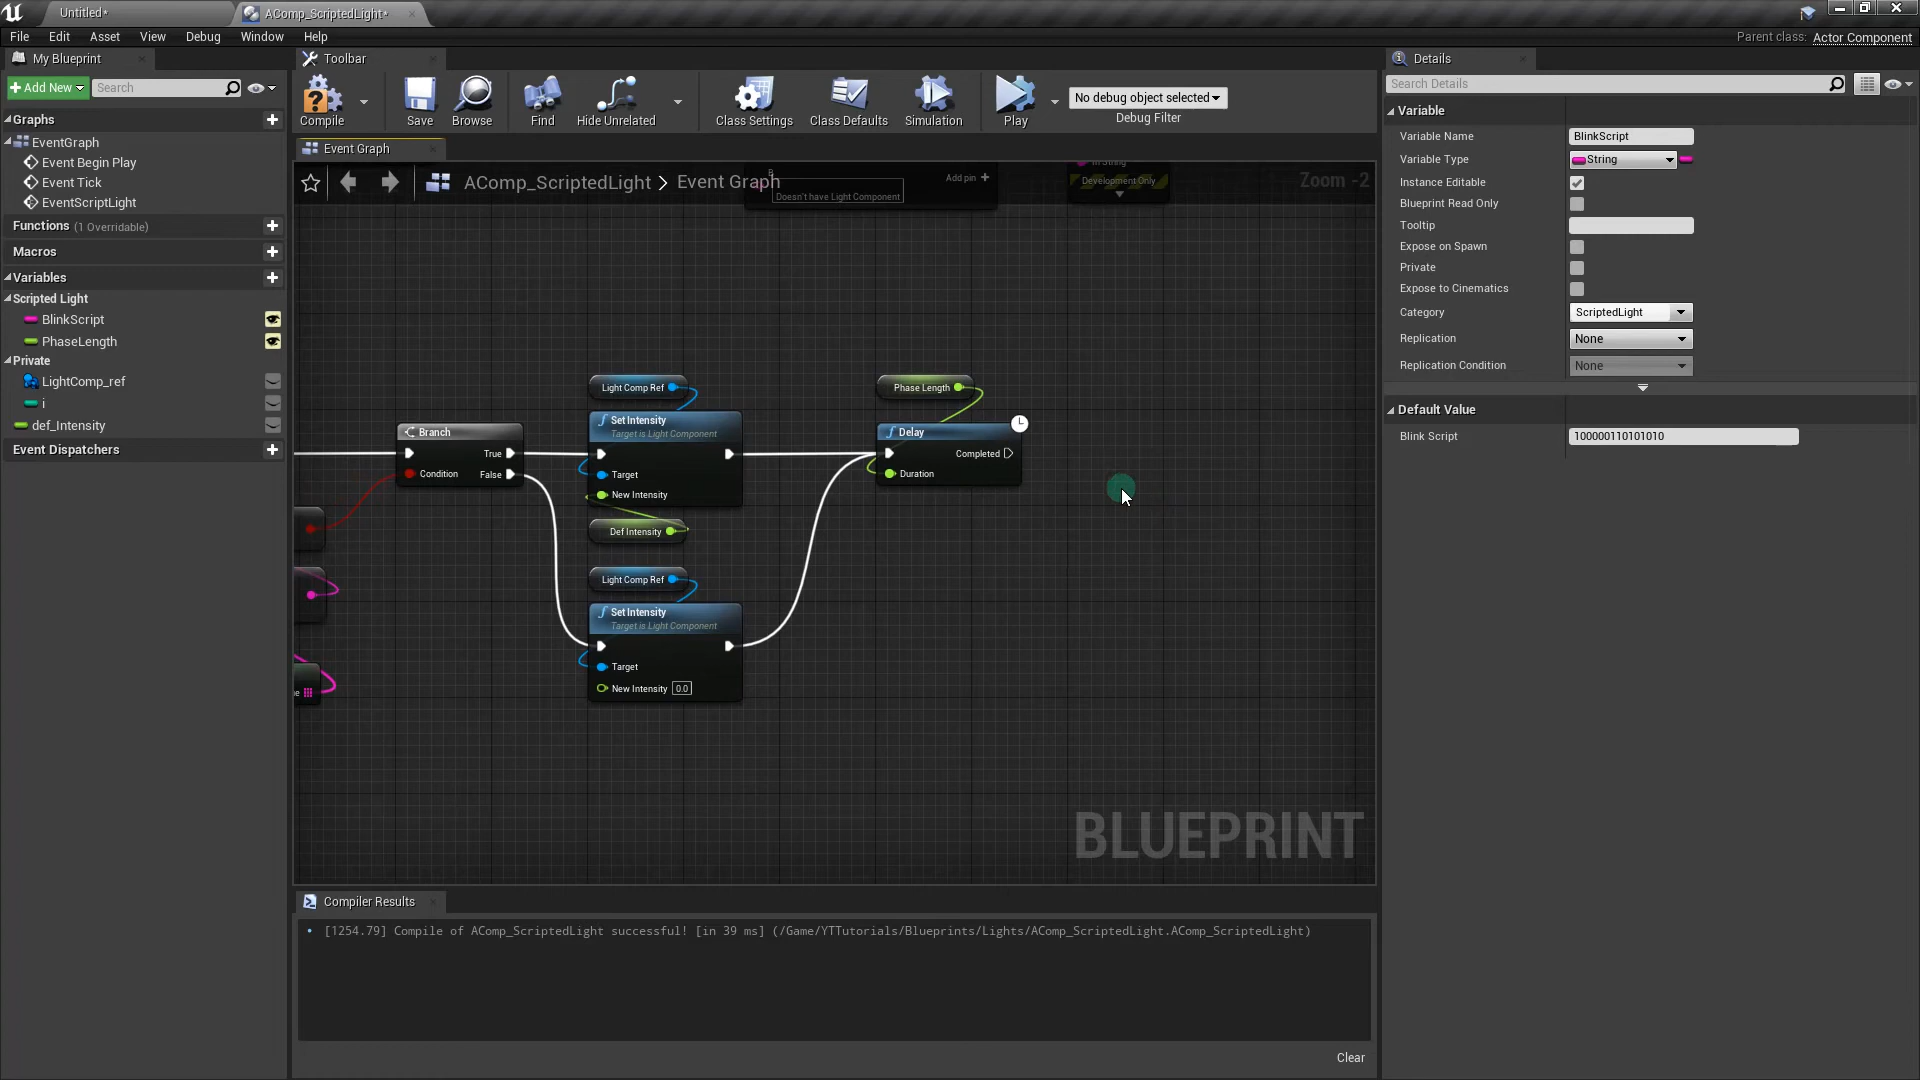 Untitled*
AComp_ScriptedLight*
File Edit Asset View Debug Window Help
Parent class: Actor Component
My Blueprint
Toolbar
Details
Add New
Search
Compile
Save
Browse
Find
Hide Unrelated
Class Settings
Class Defaults
Simulation
Play
No debug object selected
Debug Filter
Search Details
Graphs
EventGraph
Event Begin Play
Event Tick
EventScriptLight
Functions (1 Overridable)
Macros
Variables
Scripted Light
BlinkScript
PhaseLength
Private
LightComp_ref
i
def_Intensity
Event Dispatchers
Event Graph
AComp_ScriptedLight > Event Graph
Zoom -2
In String
B
Add pin +
Doesn't have Light Component
Development Only
Light Comp Ref
Set Intensity
Target is Light Component
Target
New Intensity
Def Intensity
Branch
True
Condition
False
Light Comp Ref
Set Intensity
Target is Light Component
Target
New Intensity 0.0
Phase Length
Delay
Completed
Duration
BLUEPRINT
Compiler Results
[1254.79] Compile of AComp_ScriptedLight successful! [in 39 ms] (/Game/YTTutorials/Blueprints/Lights/AComp_ScriptedLight.AComp_ScriptedLight)
Clear
Variable
Variable Name BlinkScript
Variable Type String
Instance Editable
Blueprint Read Only
Tooltip
Expose on Spawn
Private
Expose to Cinematics
Category ScriptedLight
Replication None
Replication Condition None
Default Value
Blink Script 100000110101010